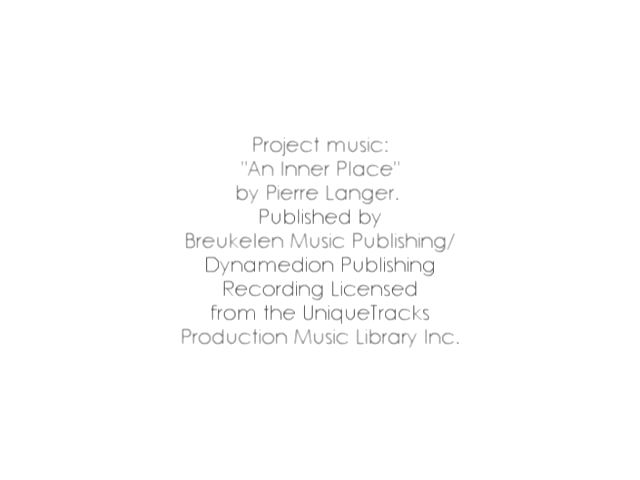 Project music:
"An Inner Place"
by Pierre Langer.
Published by
Breukelen Music Publishing/
Dynamedion Publishing
Recording Licensed
from the UniqueTracks
Production Music Library Inc.